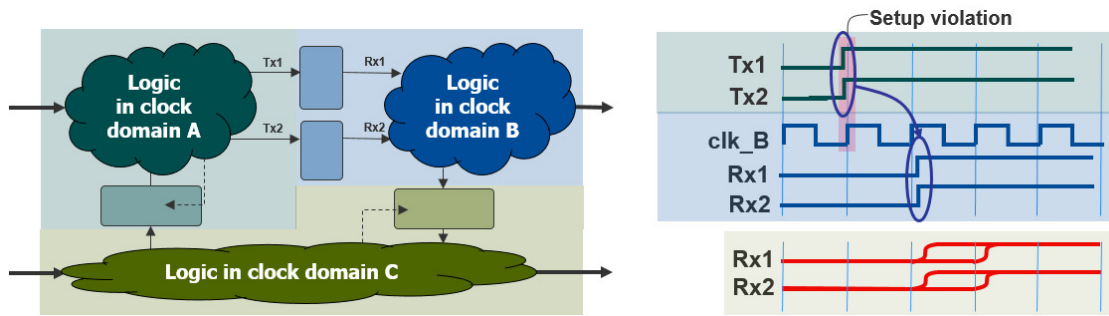 Logic
in clock
domain A
Tx1
Tx2
Rx1
Rx2
Logic
in clock
domain B
Logic in clock domain C
Setup violation
Tx1
Tx2
clk_B
Rx1
Rx2
Rx1
Rx2